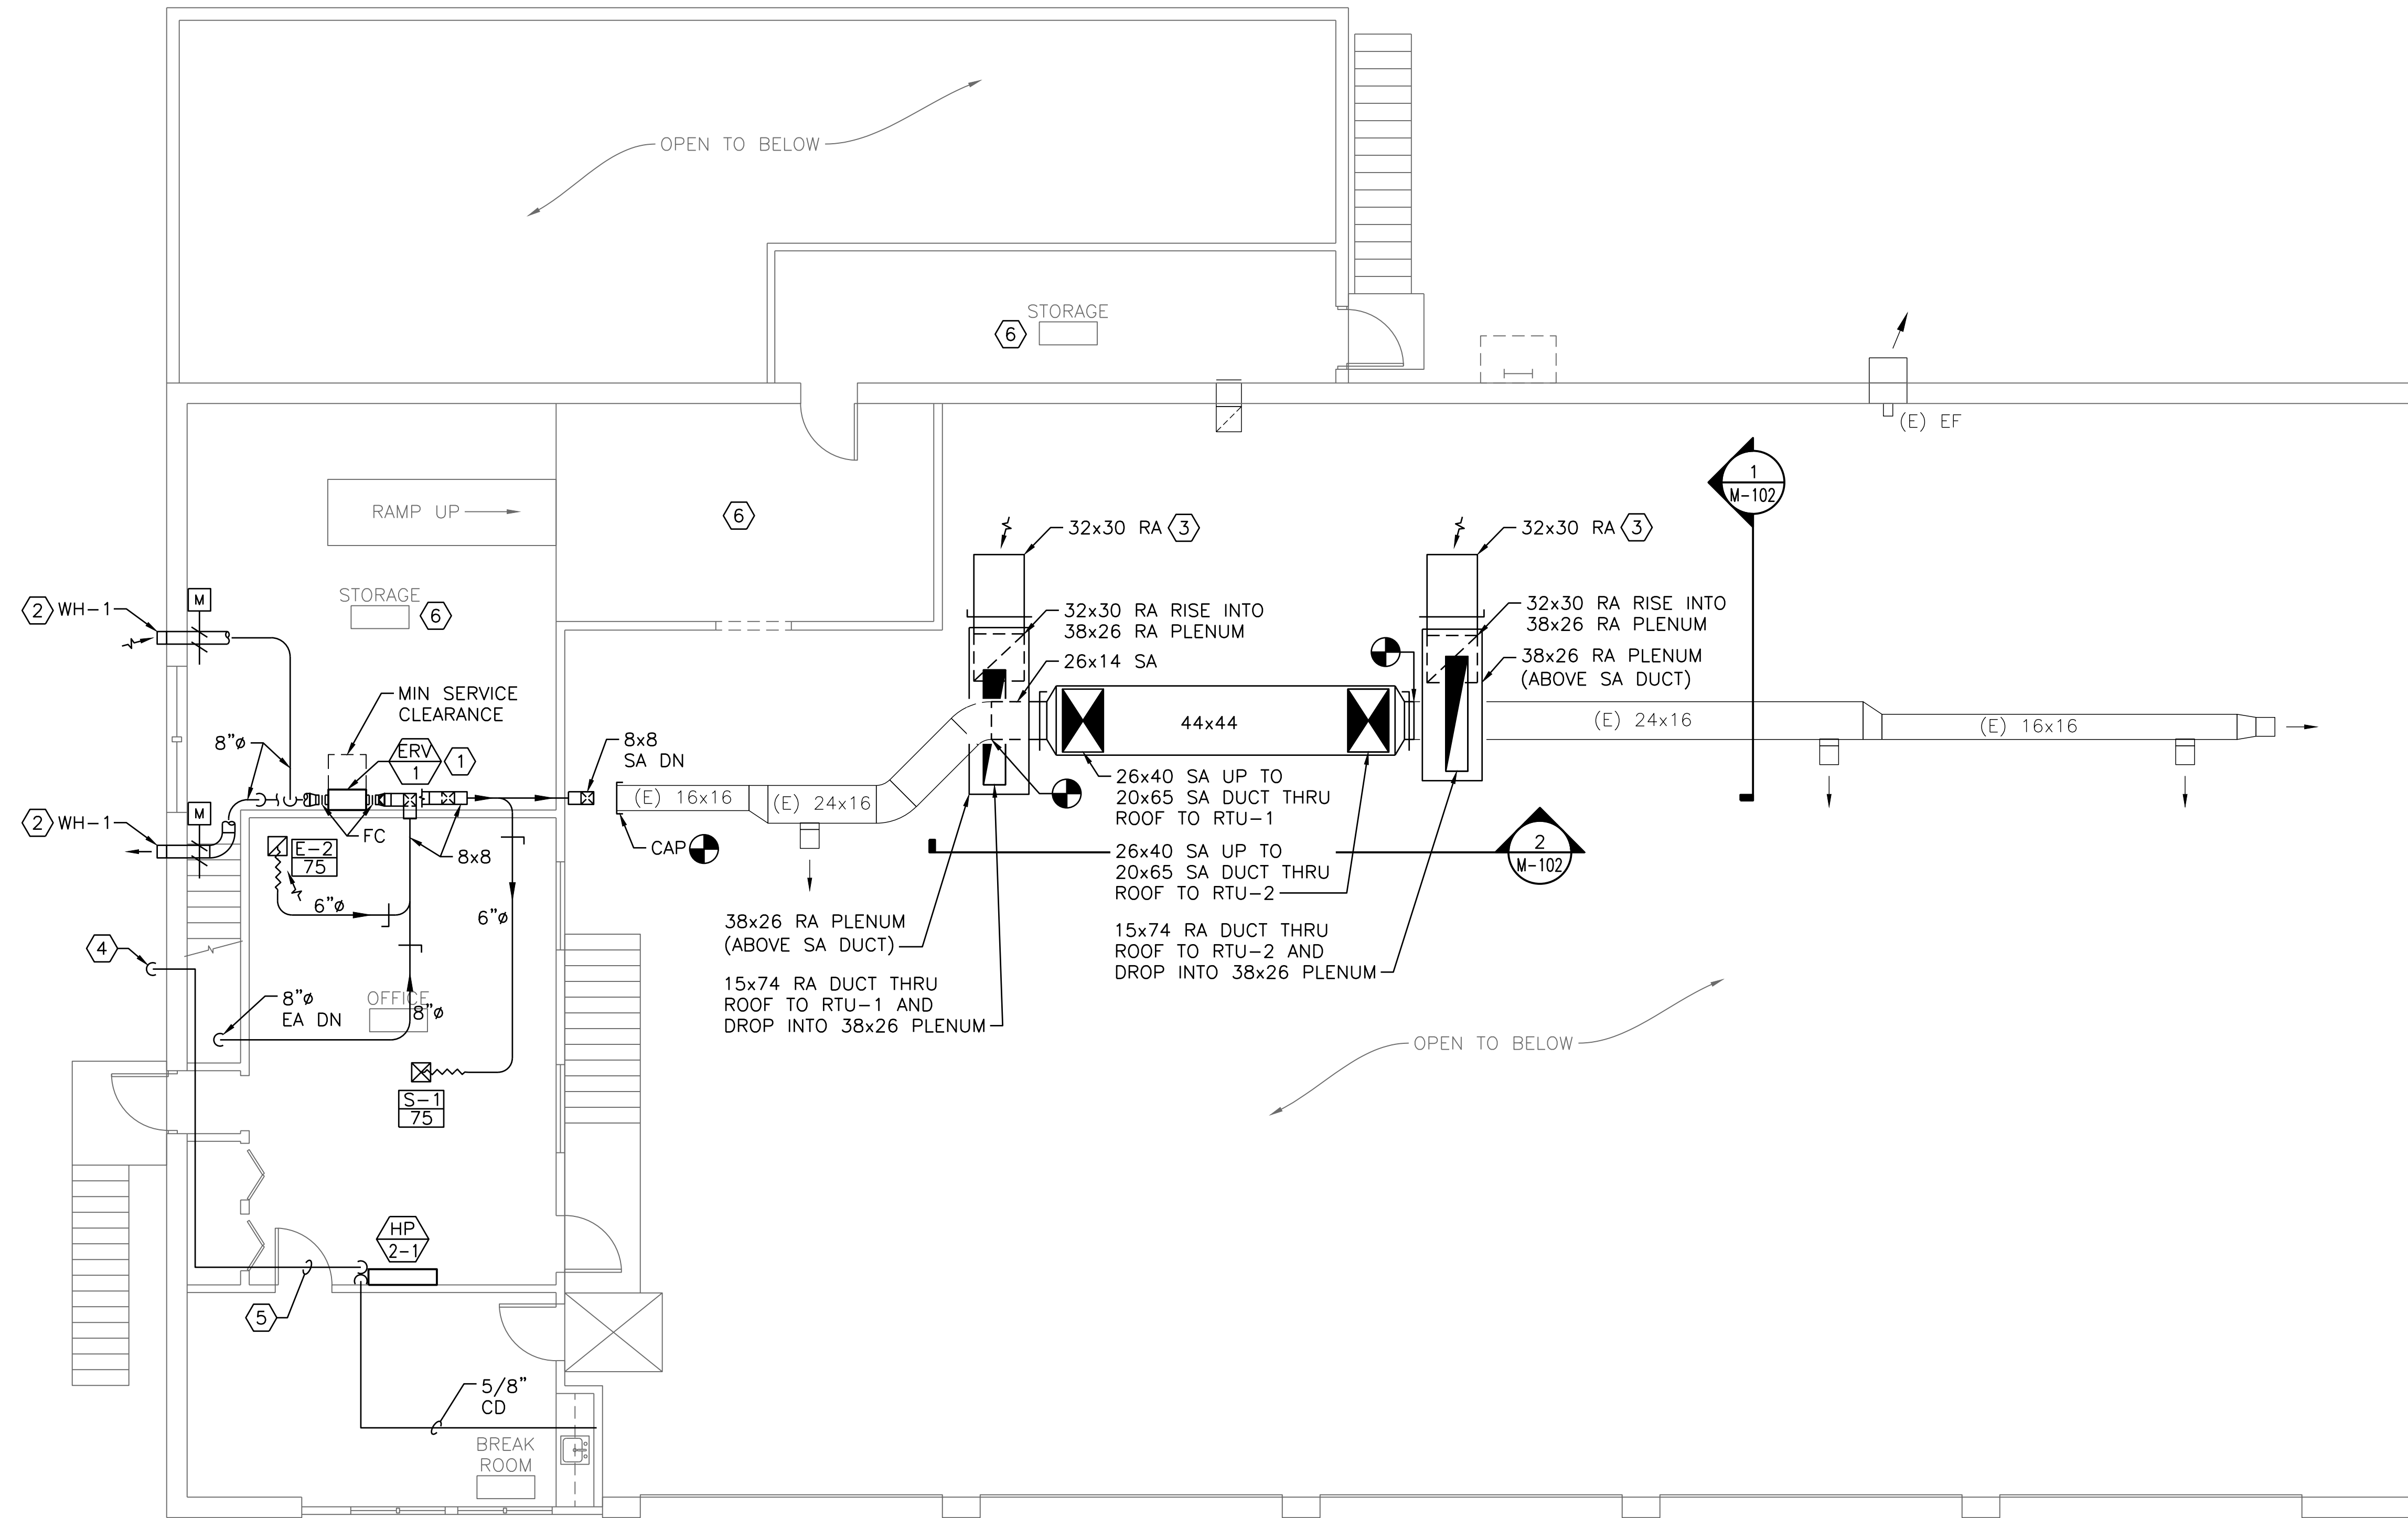 OPEN TO BELOW
STORAGE
6
(E) EF
1
M-102
RAMP UP
6
32x30 RA
3
32x30 RA
3
M
2
WH-1
STORAGE
6
32x30 RA RISE INTO
38x26 RA PLENUM
32x30 RA RISE INTO
38x26 RA PLENUM
26x14 SA
38x26 RA PLENUM
(ABOVE SA DUCT)
MIN SERVICE
CLEARANCE
8"ø
ERV
1
1
8x8
SA DN
44x44
(E) 24x16
(E) 16x16
(E) 16x16
(E) 24x16
M
2
WH-1
FC
8x8
CAP
26x40 SA UP TO
20x65 SA DUCT THRU
ROOF TO RTU-1
26x40 SA UP TO
20x65 SA DUCT THRU
ROOF TO RTU-2
2
M-102
E-2
75
6"ø
6"ø
38x26 RA PLENUM
(ABOVE SA DUCT)
15x74 RA DUCT THRU
ROOF TO RTU-2 AND
DROP INTO 38x26 PLENUM
4
8"ø
EA DN
OFFICE
8"ø
15x74 RA DUCT THRU
ROOF TO RTU-1 AND
DROP INTO 38x26 PLENUM
OPEN TO BELOW
S-1
75
HP
2-1
5
5/8"
CD
BREAK
ROOM